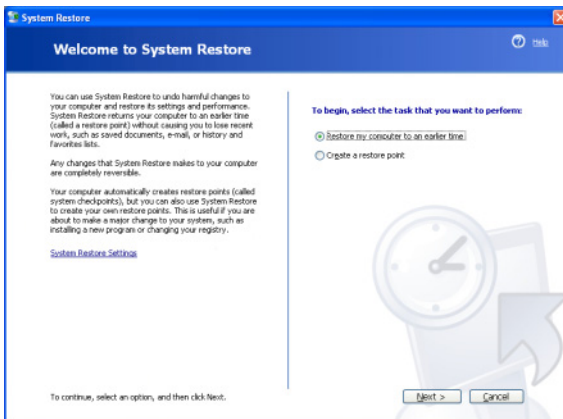 System Restore
Welcome to System Restore
Help
You can use System Restore to undo harmful changes to
your computer and restore its settings and performance.
System Restore returns your computer to an earlier time
(called a restore point) without causing you to lose recent
work, such as saved documents, e-mail, or history and
favorites lists.
Any changes that System Restore makes to your computer
are completely reversible.
Your computer automatically creates restore points (called
system checkpoints), but you can also use System Restore
to create your own restore points. This is useful if you are
about to make a major change to your system, such as
installing a new program or changing your registry.
System Restore Settings
To begin, select the task that you want to perform:
Restore my computer to an earlier time
Create a restore point
To continue, select an option, and then click Next.
Next >
Cancel